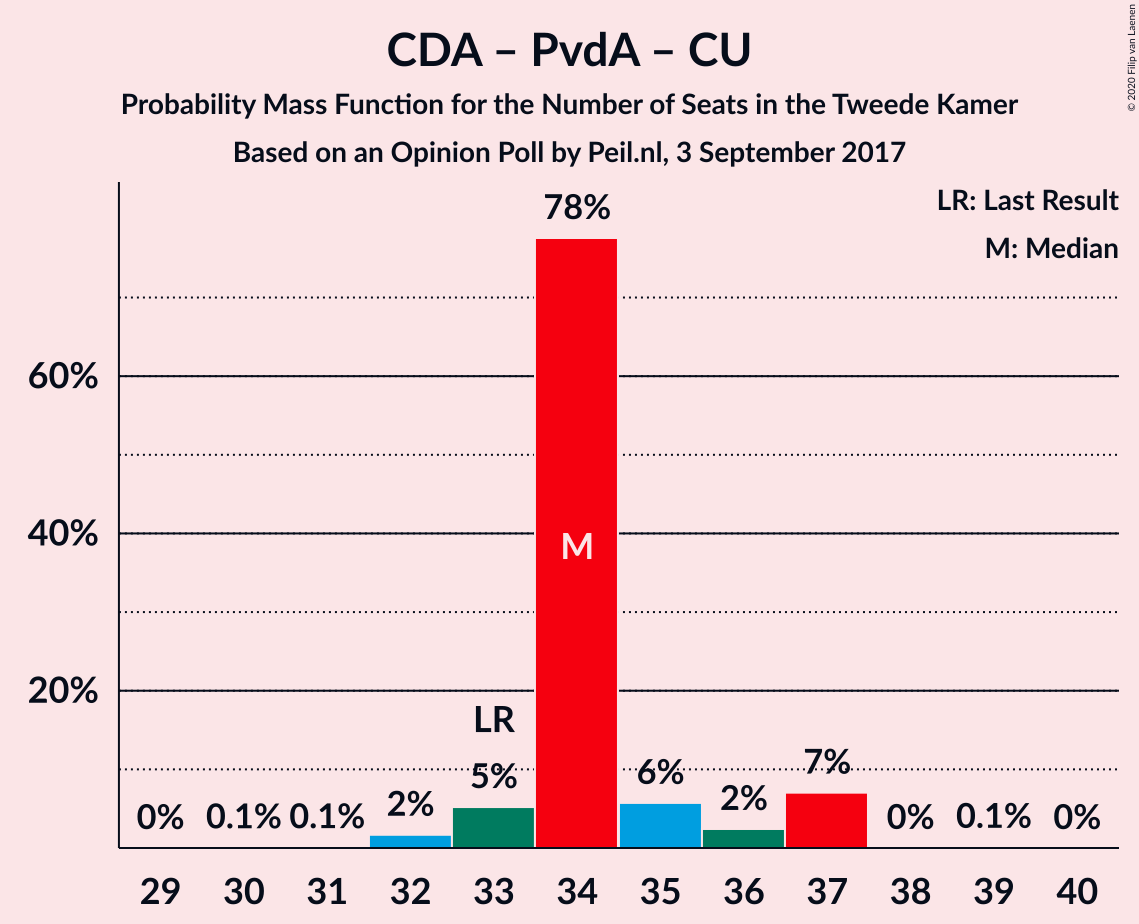 CDA – PvdA – CU
Probability Mass Function for the Number of Seats in the Tweede Kamer
Based on an Opinion Poll by Peil.nl, 3 September 2017
© 2020 Filip van Laenen
LR: Last Result
M: Median
78%
60%
40%
M
20%
LR
0% 0.1% 0.1% 2% 5% 6% 2% 7% 0% 0.1% 0%
29 30 31 32 33 34 35 36 37 38 39 40